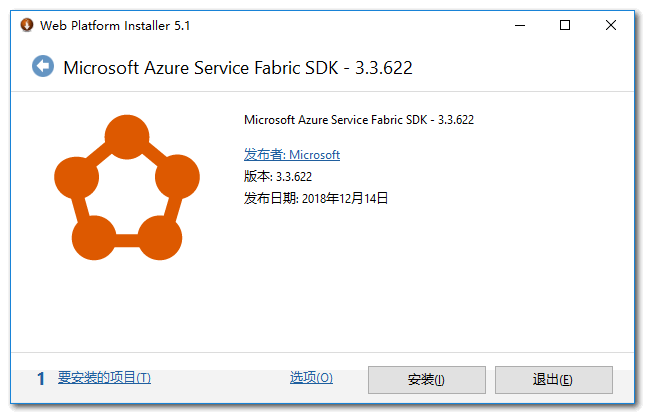 Web Platform Installer 5.1
Microsoft Azure Service Fabric SDK - 3.3.622
Microsoft Azure Service Fabric SDK - 3.3.622
发布者: Microsoft
版本: 3.3.622
发布日期: 2018年12月14日
1 要安装的项目(T) 选项(O) 安装(I) 退出(E)